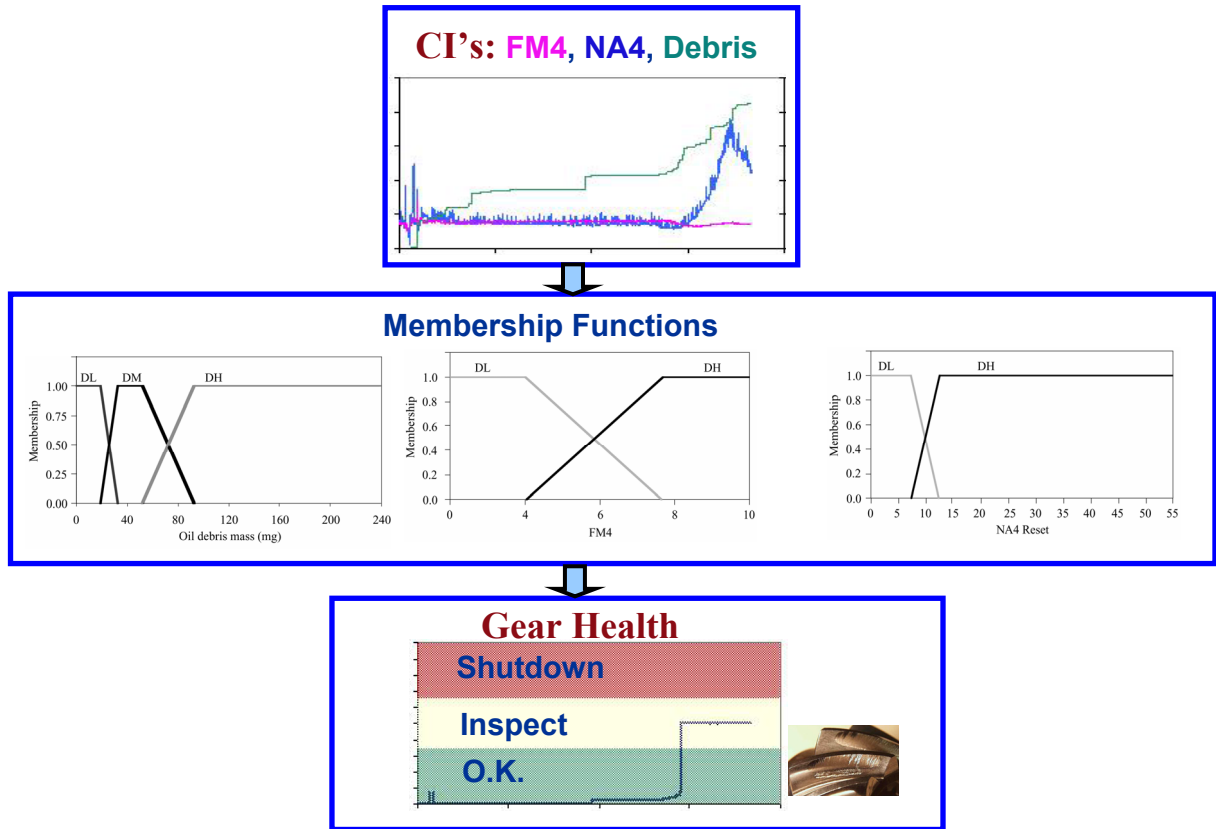 CI's: FM4, NA4, Debris
Membership Functions
DL DM DH
1.00
0.75
0.50
0.25
0.00
Membership
0 40 80 120 160 200 240
Oil debris mass (mg)
DL DH
1.0
0.8
0.6
0.4
0.2
0.0
Membership
0 4 6 8 10
FM4
DL DH
1.0
0.8
0.6
0.4
0.2
0.0
Membership
0 5 10 15 20 25 30 35 40 45 50 55
NA4 Reset
Gear Health
Shutdown
Inspect
O.K.